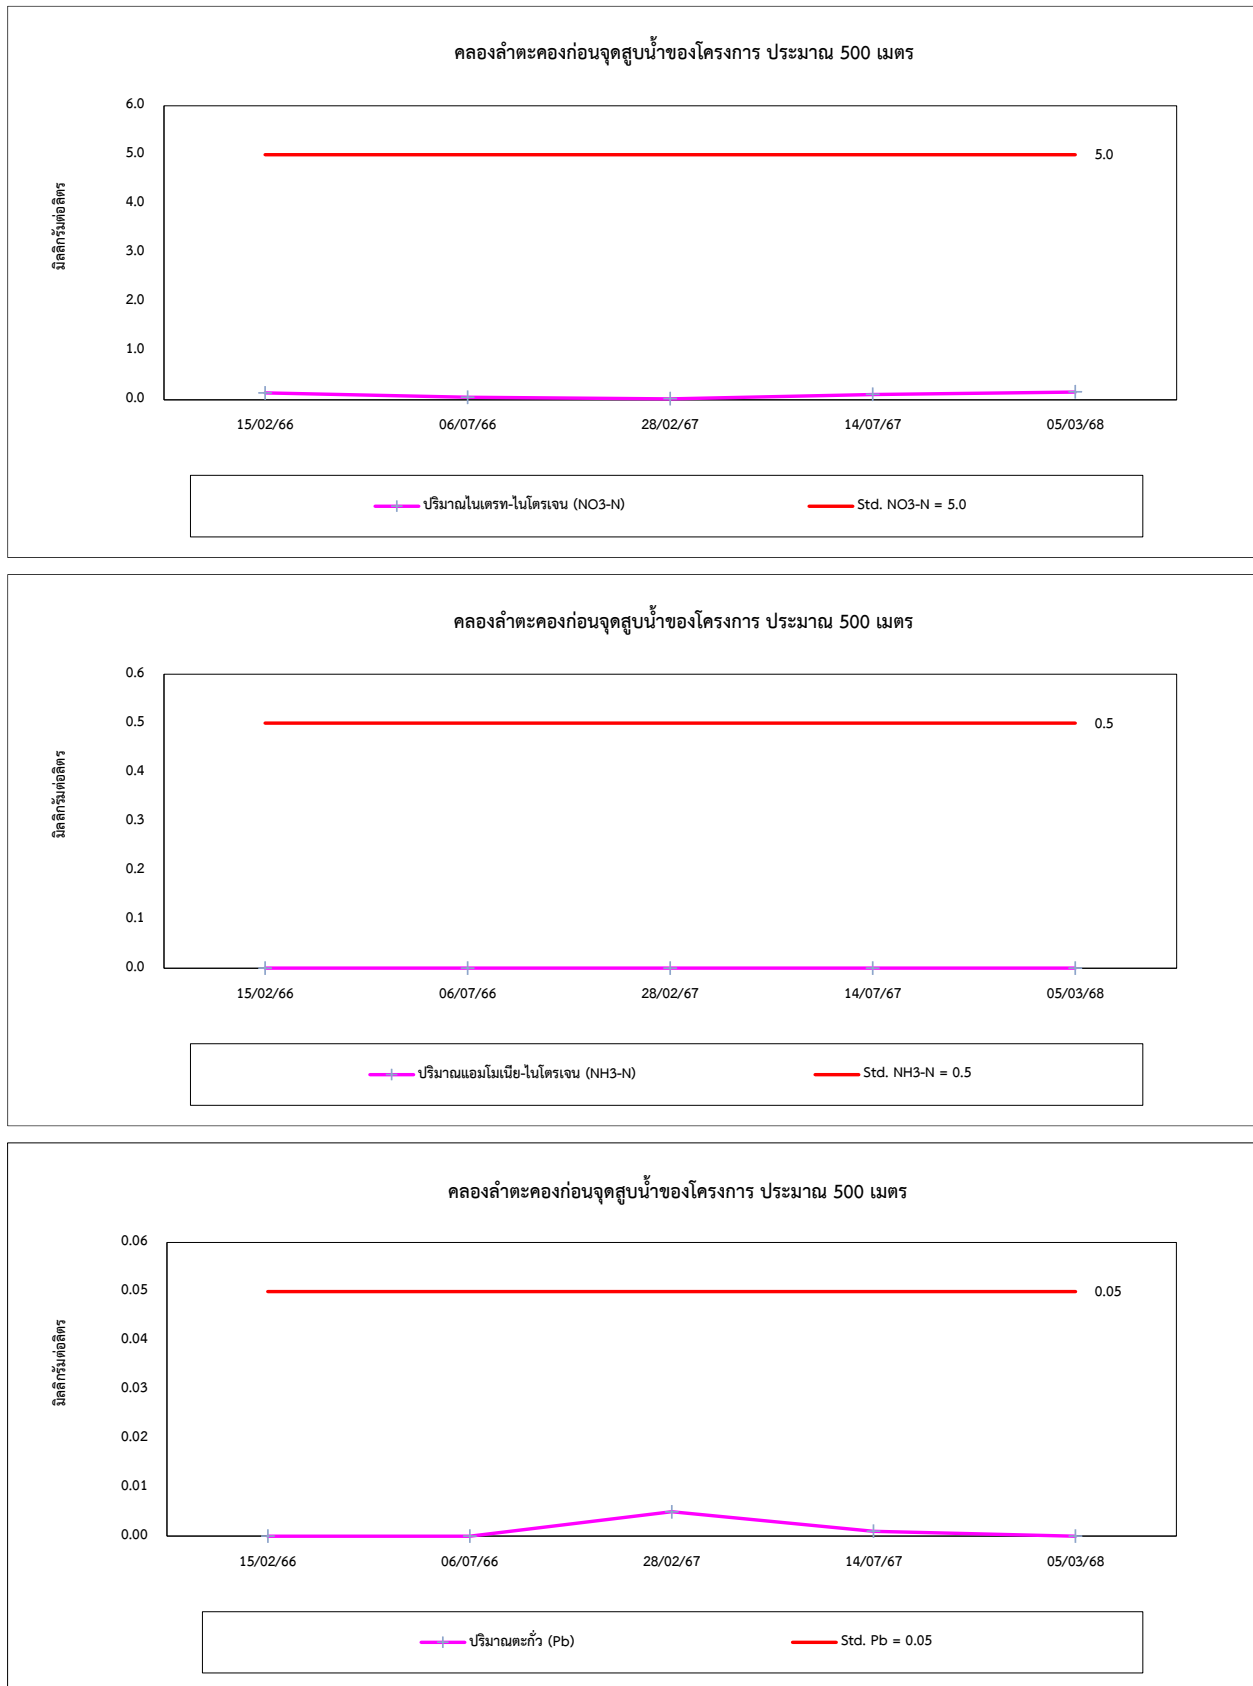 คลองลำตะคองก่อนจุดสูบน้ำของโครงการ ประมาณ 500 เมตร
มิลลิกรัมต่อลิตร
6.0
5.0
4.0
3.0
2.0
1.0
0.0
5.0
15/02/66 06/07/66 28/02/67 14/07/67 05/03/68
ปริมาณไนเตรท-ไนโตรเจน (NO3-N) Std. NO3-N = 5.0
คลองลำตะคองก่อนจุดสูบน้ำของโครงการ ประมาณ 500 เมตร
มิลลิกรัมต่อลิตร
0.6
0.5
0.4
0.3
0.2
0.1
0.0
0.5
15/02/66 06/07/66 28/02/67 14/07/67 05/03/68
ปริมาณแอมโมเนีย-ไนโตรเจน (NH3-N) Std. NH3-N = 0.5
คลองลำตะคองก่อนจุดสูบน้ำของโครงการ ประมาณ 500 เมตร
มิลลิกรัมต่อลิตร
0.06
0.05
0.04
0.03
0.02
0.01
0.00
0.05
15/02/66 06/07/66 28/02/67 14/07/67 05/03/68
ปริมาณตะกั่ว (Pb) Std. Pb = 0.05